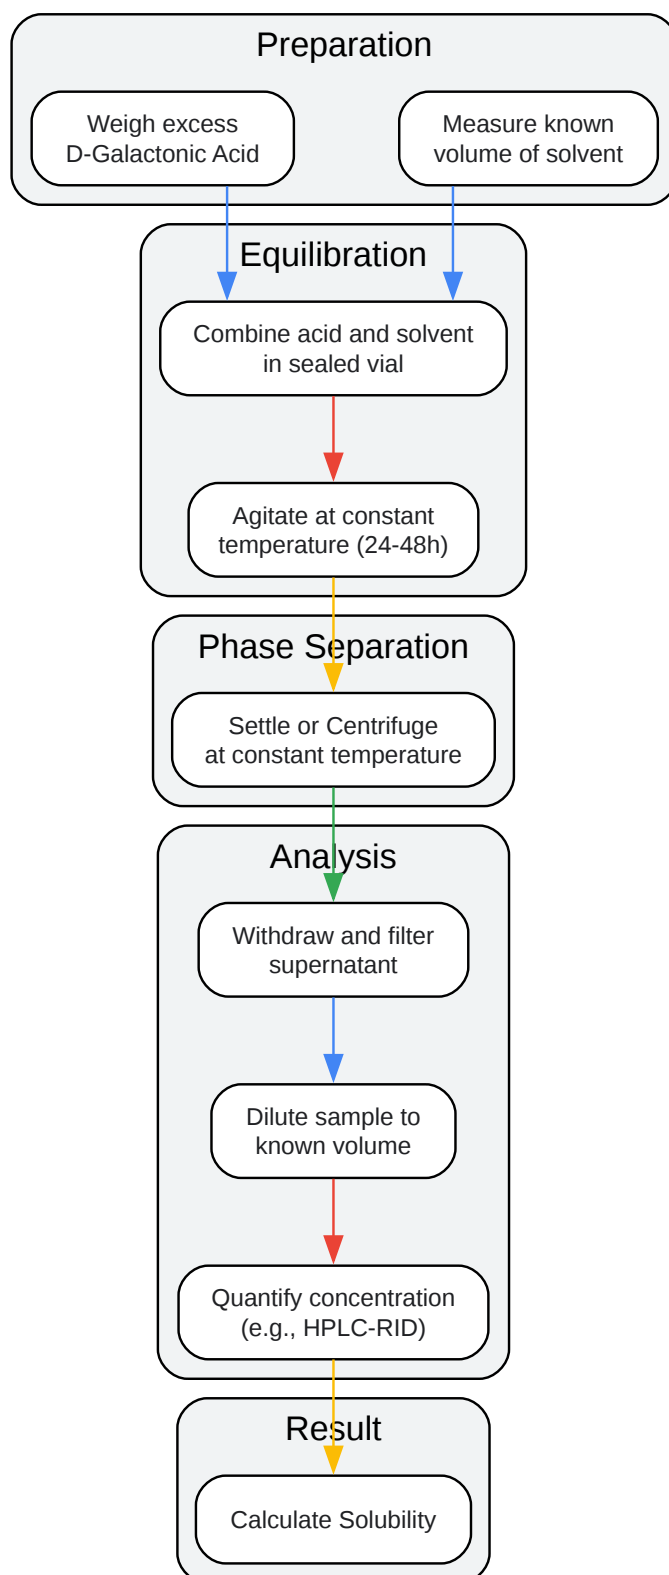 Preparation
Weigh excess
D-Galactonic Acid
Measure known
volume of solvent
Equilibration
Combine acid and solvent
in sealed vial
Agitate at constant
temperature (24-48h)
Phase Separation
Settle or Centrifuge
at constant temperature
Analysis
Withdraw and filter
supernatant
Dilute sample to
known volume
Quantify concentration
(e.g., HPLC-RID)
Result
Calculate Solubility